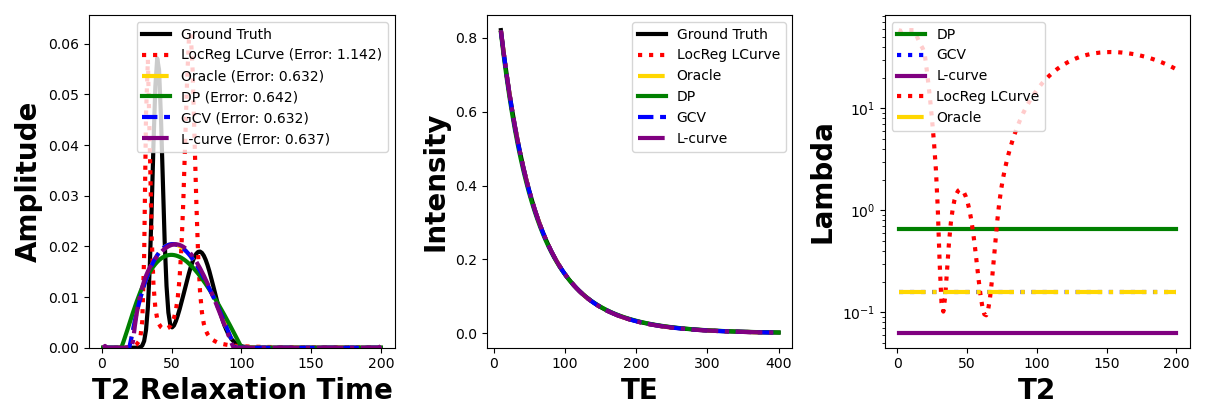 Amplitude
0.06
0.05
0.04
0.03
0.02
0.01
0.00
0
50
100
150
200
T2 Relaxation Time
Ground Truth
LocReg LCurve (Error: 1.142)
Oracle (Error: 0.632)
DP (Error: 0.642)
GCV (Error: 0.632)
L-curve (Error: 0.637)
Intensity
0.8
0.6
0.4
0.2
0.0
0
100
200
300
400
TE
Ground Truth
LocReg LCurve
Oracle
DP
GCV
L-curve
Lambda
10¹
10⁰
10⁻¹
0
50
100
150
200
T2
DP
GCV
L-curve
LocReg LCurve
Oracle